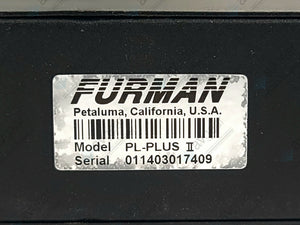 FURMAN
Petaluma, California, U.S.A.
Model PL-PLUS II
Serial 011403017409